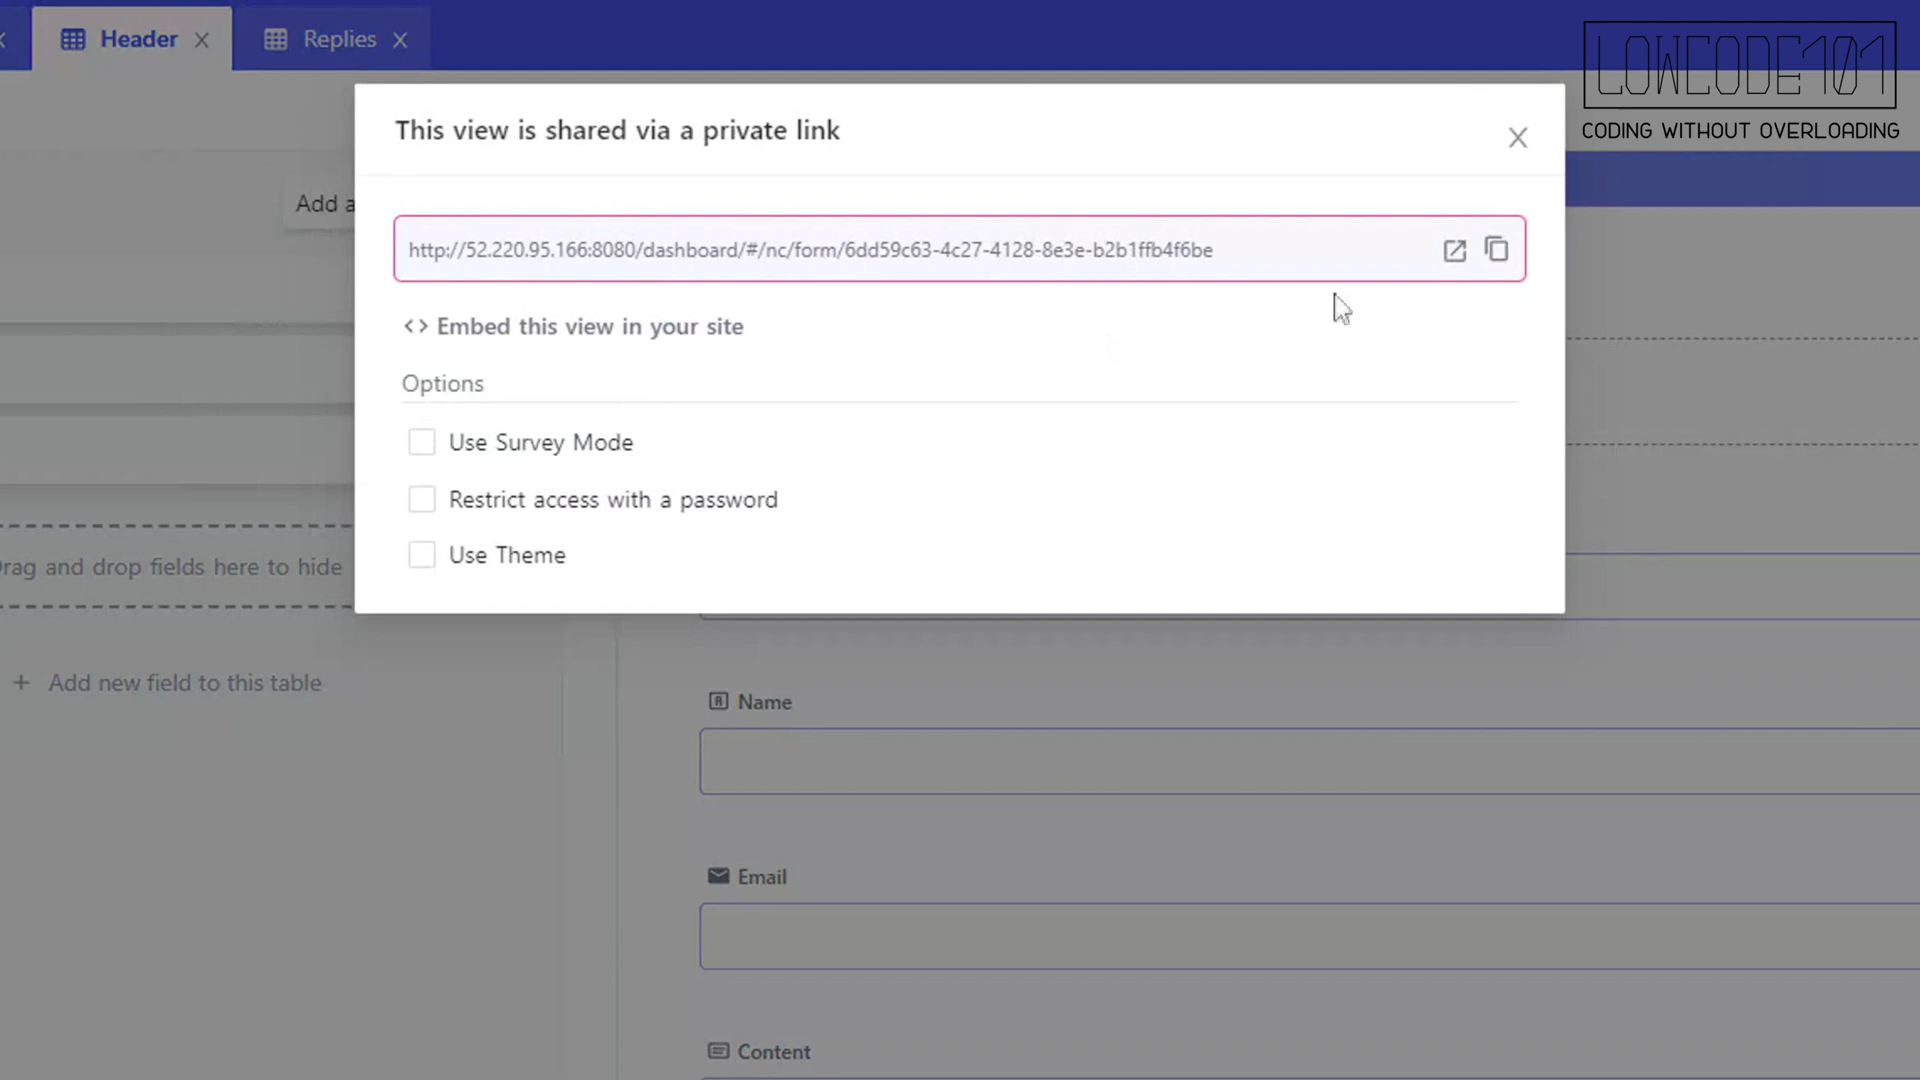 Header
Replies
LOWCODE101
CODING WITHOUT OVERLOADING
This view is shared via a private link
Add a
http://52.220.95.166:8080/dashboard/#/nc/form/6dd59c63-4c27-4128-8e3e-b2b1ffb4f6be
<> Embed this view in your site
Options
Use Survey Mode
Restrict access with a password
Use Theme
rag and drop fields here to hide
+ Add new field to this table
Name
Email
Content